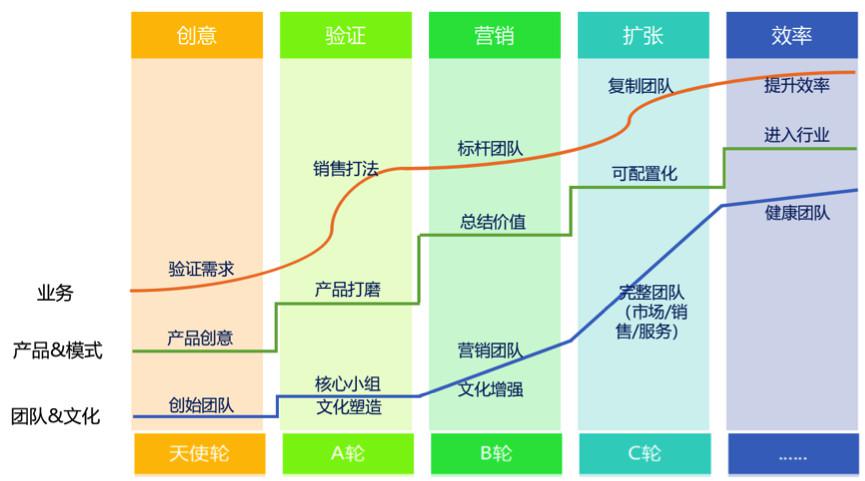 创意
验证
营销
扩张
效率
复制团队
提升效率
销售打法
标杆团队
进入行业
可配置化
总结价值
健康团队
验证需求
业务
产品打磨
完整团队
（市场/销
售/服务）
产品&模式
产品创意
营销团队
团队&文化
创始团队
核心小组
文化塑造
文化增强
天使轮
A轮
B轮
C轮
......